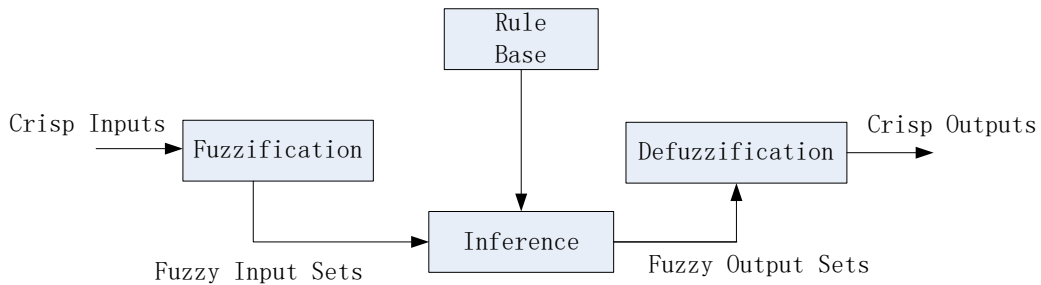 Rule
Base
Crisp Inputs
Fuzzification
Defuzzification
Crisp Outputs
Inference
Fuzzy Input Sets
Fuzzy Output Sets